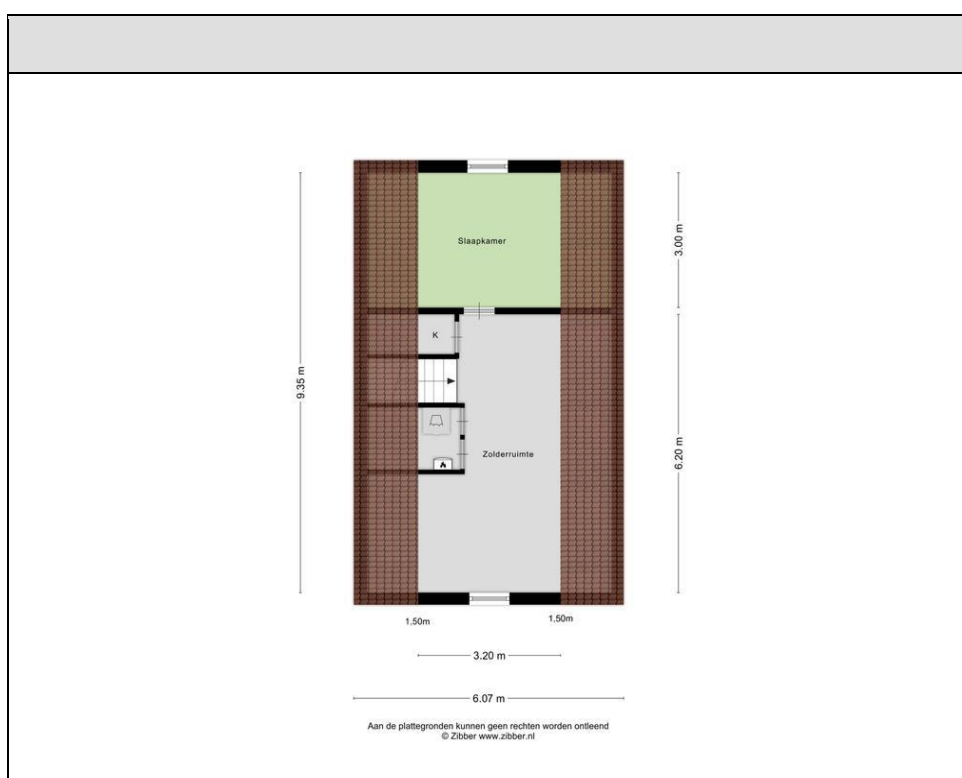 Slaapkamer
3.00 m
K
9.35 m
6.20 m
Zolderruimte
1.50m
1.50m
3.20 m
6.07 m
Aan de plattegronden kunnen geen rechten worden ontleend
© Zibber www.zibber.nl